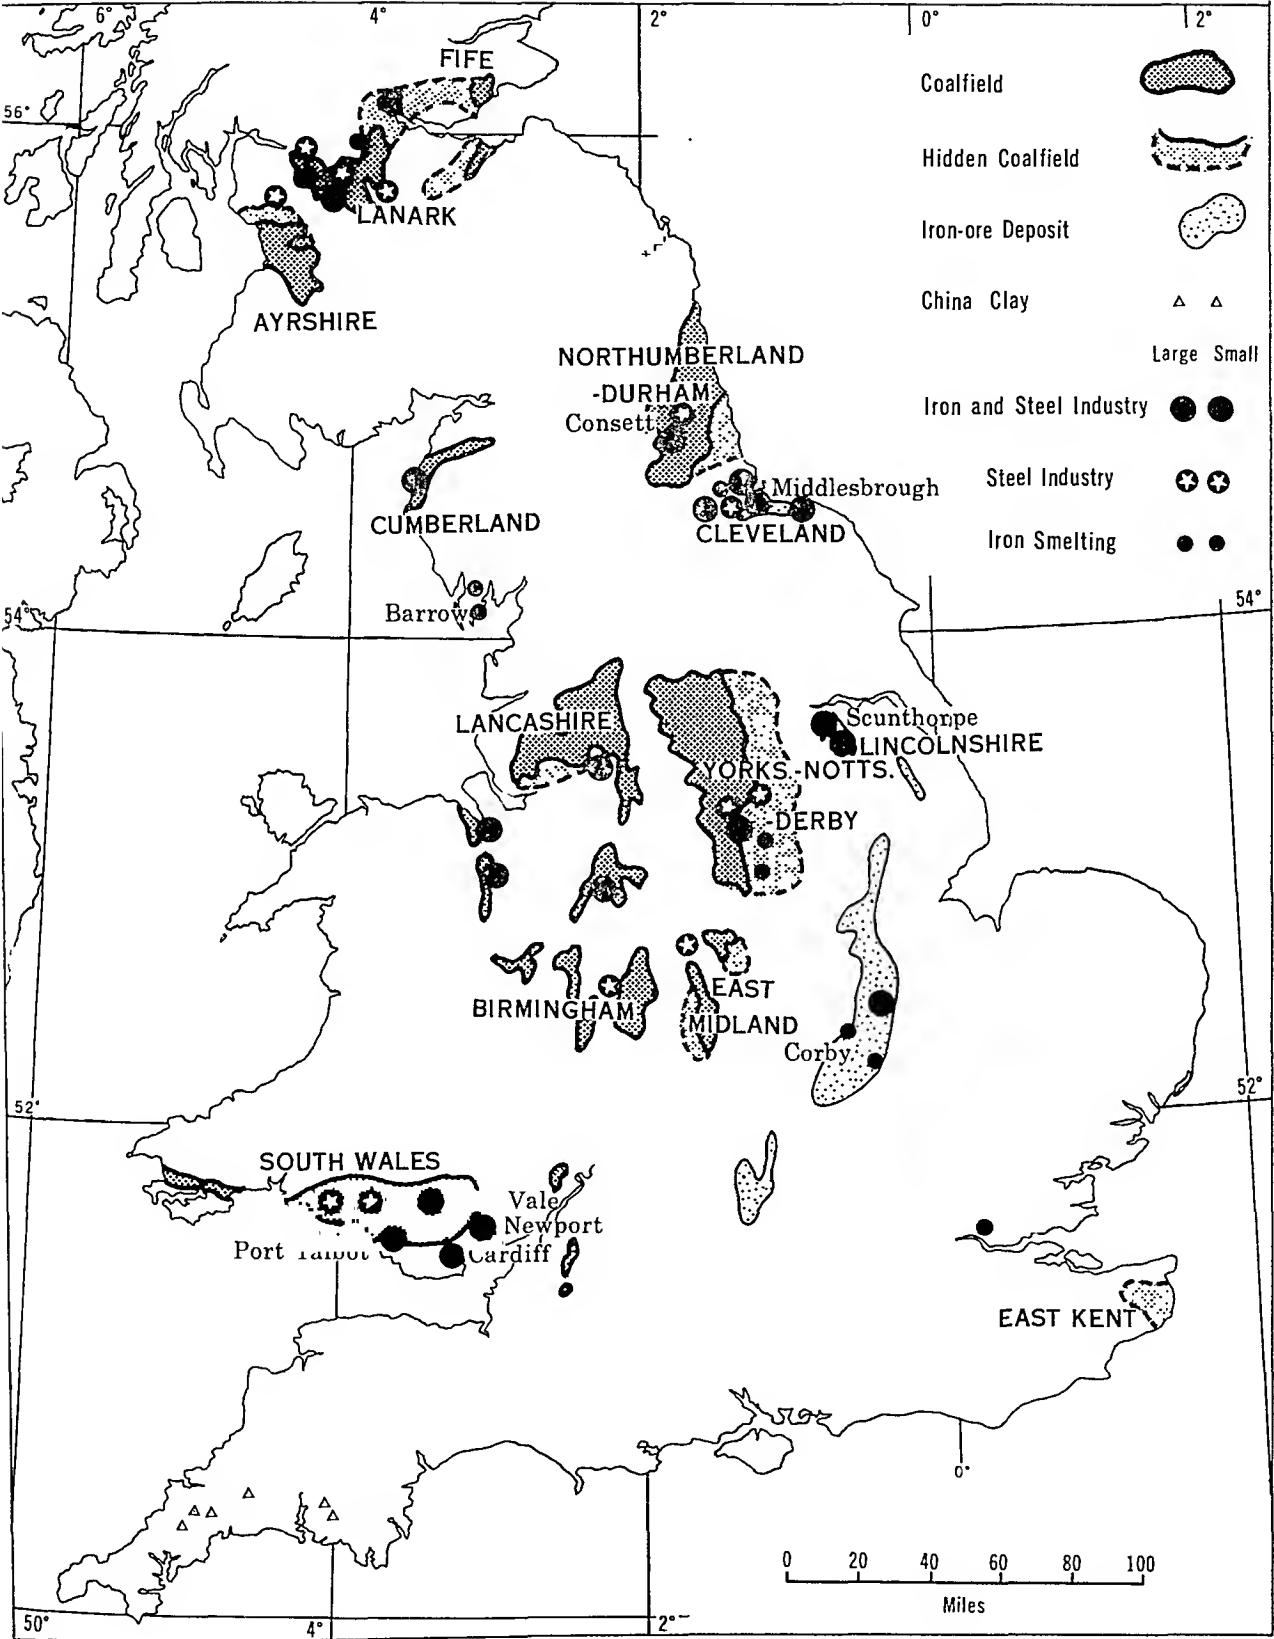 6°
4°
2°
0°
2°
FIFE
Coalfield
56°
Hidden Coalfield
LANARK
Iron-ore Deposit
China Clay
AYRSHIRE
NORTHUMBERLAND
Large Small
-DURHAM
Consett
Iron and Steel Industry
Steel Industry
Middlesbrough
CUMBERLAND
CLEVELAND
Iron Smelting
Barrow
54°
54°
LANCASHIRE
Scunthorpe
LINCOLNSHIRE
YORKS.-NOTTS.
-DERBY
EAST
BIRMINGHAM
MIDLAND
Corby
52°
52°
SOUTH WALES
Vale
Newport
Port Talbot
Cardiff
EAST KENT
0°
0 20 40 60 80 100
Miles
50°
4°
2°